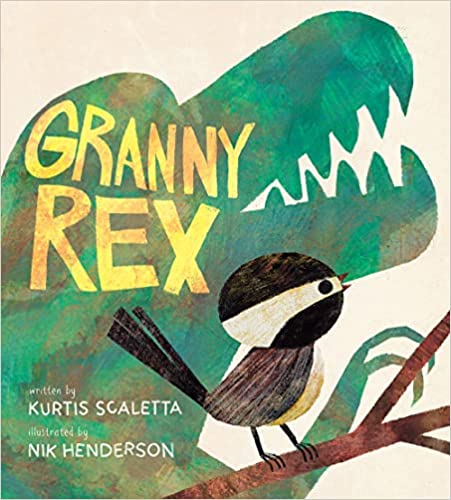 GRANNY
REX
written by
KURTIS SCALETTA
illustrated by
NIK HENDERSON